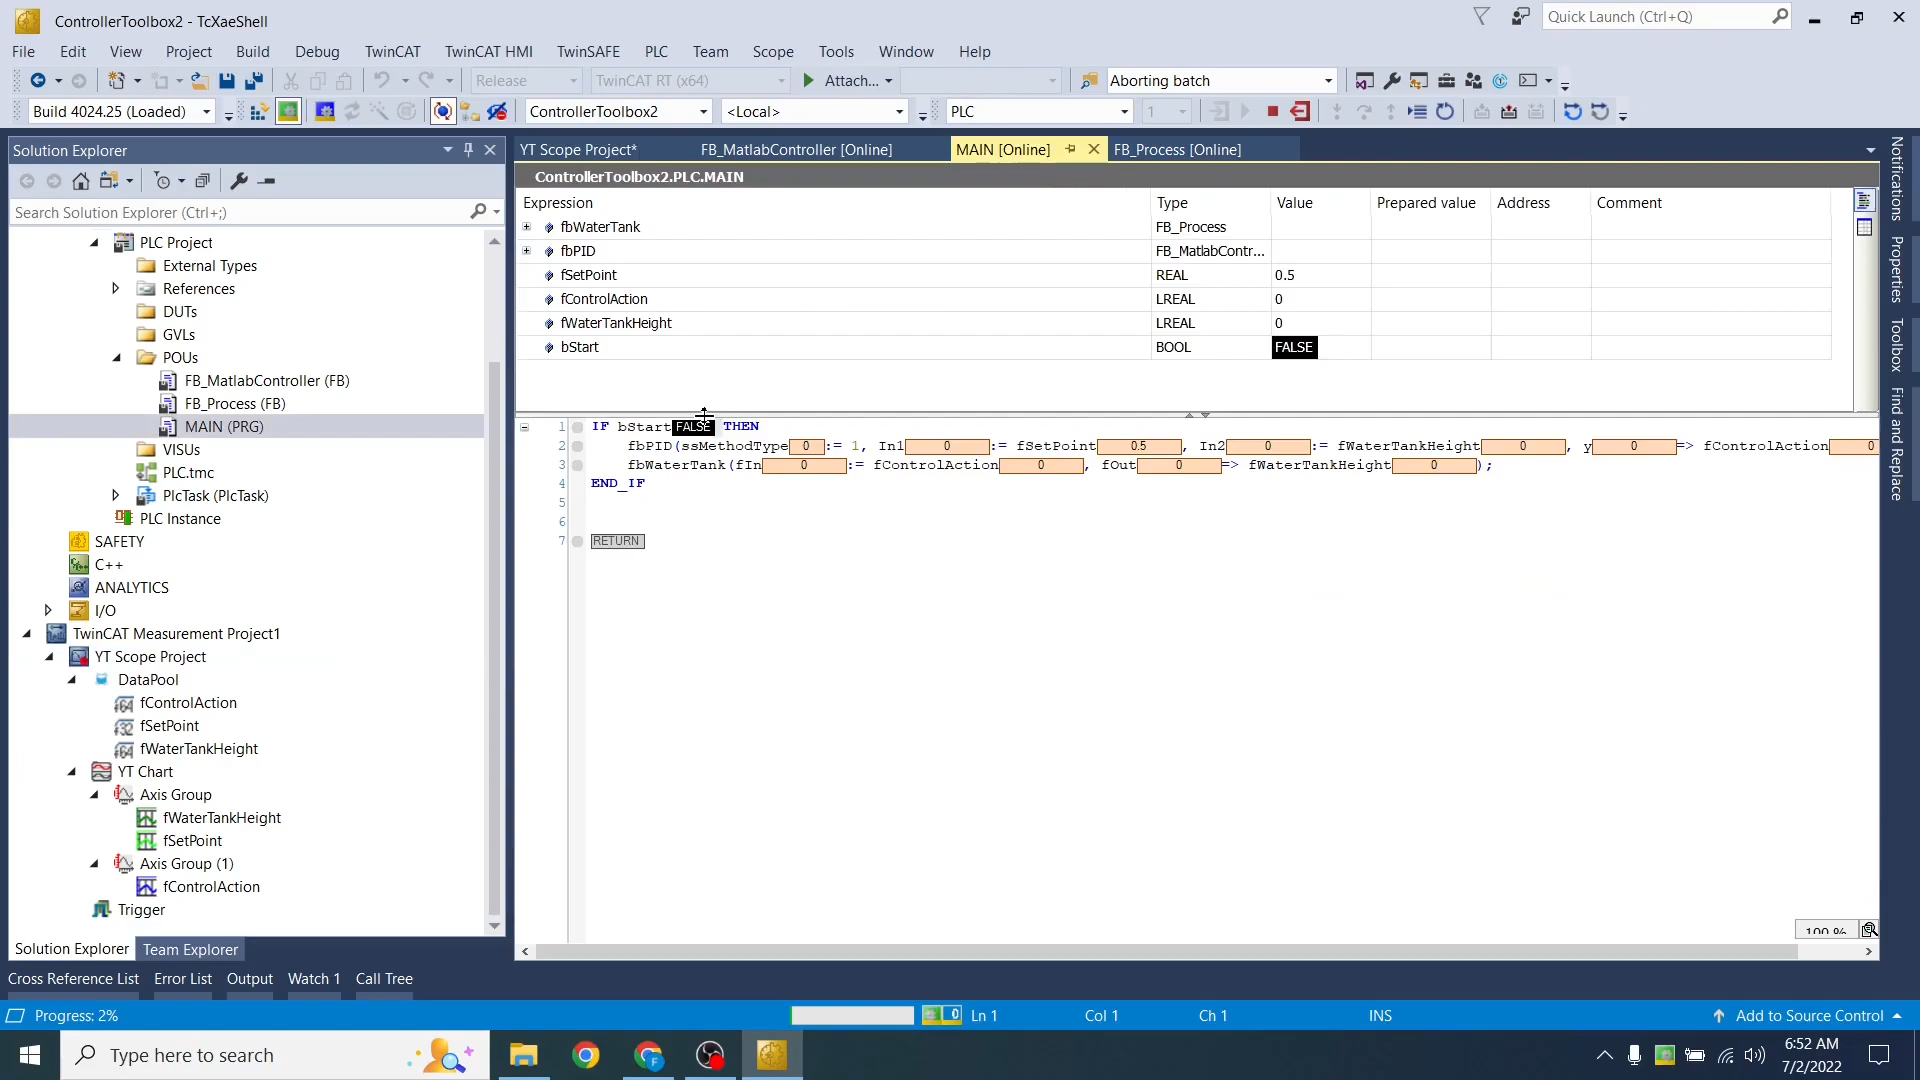 ControllerToolbox2 - TcXaeShell
Quick Launch (Ctrl+Q)
File Edit View Project Build Debug TwinCAT TwinCAT HMI TwinSAFE PLC Team Scope Tools Window Help
Release TwinCAT RT (x64) Attach... Aborting batch
Build 4024.25 (Loaded) ControllerToolbox2 <Local> PLC 1
Solution Explorer
Search Solution Explorer (Ctrl+;)
PLC Project
External Types
References
DUTs
GVLs
POUs
FB_MatlabController (FB)
FB_Process (FB)
MAIN (PRG)
VISUs
PLC.tmc
PlcTask (PlcTask)
PLC Instance
SAFETY
C++
ANALYTICS
I/O
TwinCAT Measurement Project1
YT Scope Project
DataPool
fControlAction
fSetPoint
fWaterTankHeight
YT Chart
Axis Group
fWaterTankHeight
fSetPoint
Axis Group (1)
fControlAction
Trigger
Solution Explorer Team Explorer
YT Scope Project* FB_MatlabController [Online] MAIN [Online] FB_Process [Online]
ControllerToolbox2.PLC.MAIN
Expression Type Value Prepared value Address Comment
fbWaterTank FB_Process
fbPID FB_MatlabContr...
fSetPoint REAL 0.5
fControlAction LREAL 0
fWaterTankHeight LREAL 0
bStart BOOL FALSE
1 IF bStart FALSE THEN
2 fbPID(ssMethodType 0 := 1, In1 0 := fSetPoint 0.5 , In2 0 := fWaterTankHeight 0 , y 0 => fControlAction 0
3 fbWaterTank(fIn 0 := fControlAction 0 , fOut 0 => fWaterTankHeight 0 );
4 END_IF
5
6
7 RETURN
100 %
Notifications
Properties
Toolbox
Find and Replace
Cross Reference List Error List Output Watch 1 Call Tree
Progress: 2% 0 Ln 1 Col 1 Ch 1 INS Add to Source Control
Type here to search
F
6:52 AM
7/2/2022